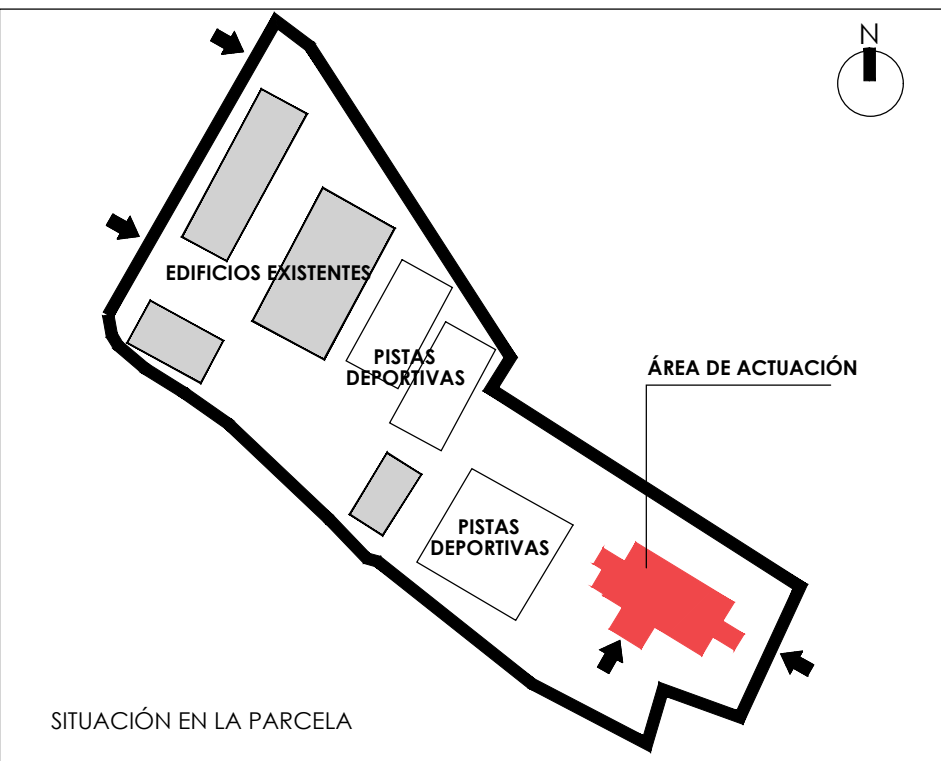 N
EDIFICIOS EXISTENTES
PISTAS
DEPORTIVAS
ÁREA DE ACTUACIÓN
PISTAS
DEPORTIVAS
SITUACIÓN EN LA PARCELA